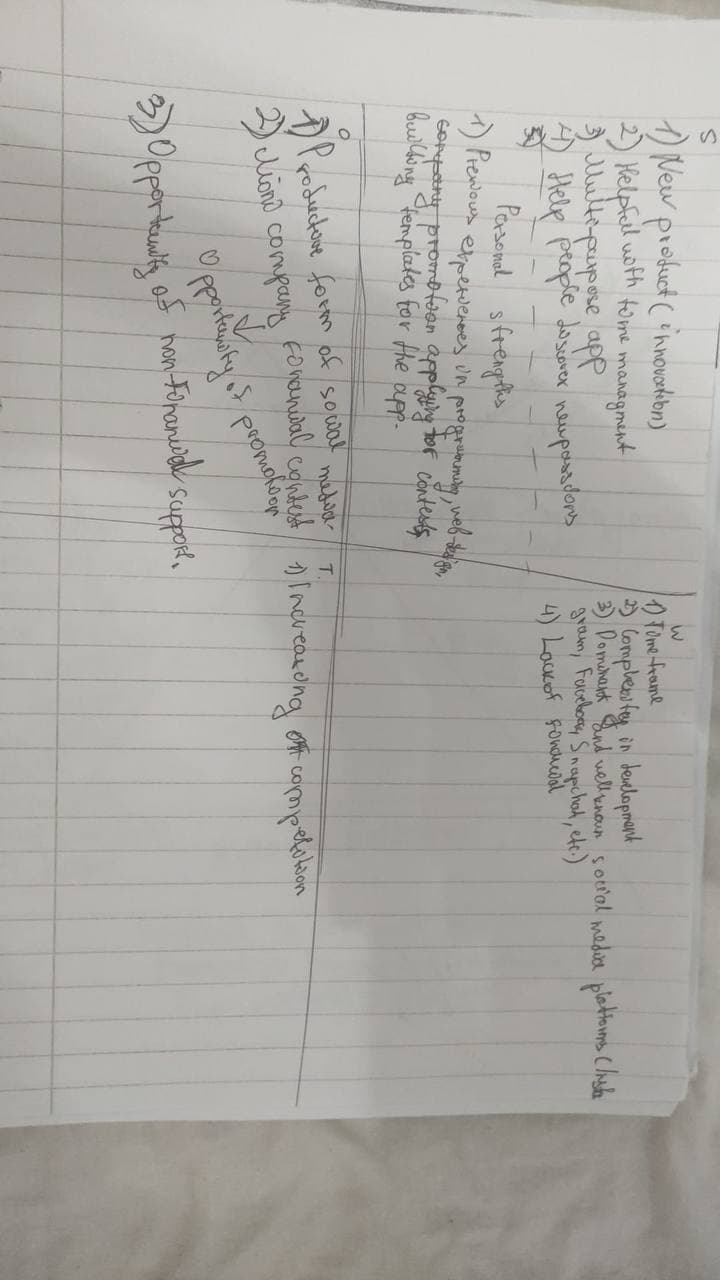 S
1) New product (innovation)
2) Helpful with time managment
3) Multi-purpose app
4) Help people discover new passions
Personal strengths
1) Previous experiences in programming, web-design,
company promotion applying for contests,
building templates for the app.
W
1) Time-frame
2) Complexity in development
3) Dominant and well known social media platforms (Insta
gram, Facebook, Snapchat, etc.)
4) Lack of financial
O
1) Productive form of social media.
2) company financial contest
Opportunity of promotion
3) Opportunity of non-financial support.
T.
1) Increasing competition